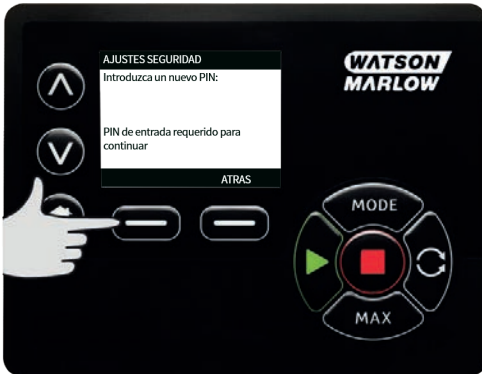 AJUSTES SEGURIDAD
Introduzca un nuevo PIN:
PIN de entrada requerido para
continuar
ATRAS
WATSON
MARLOW
MODE
MAX